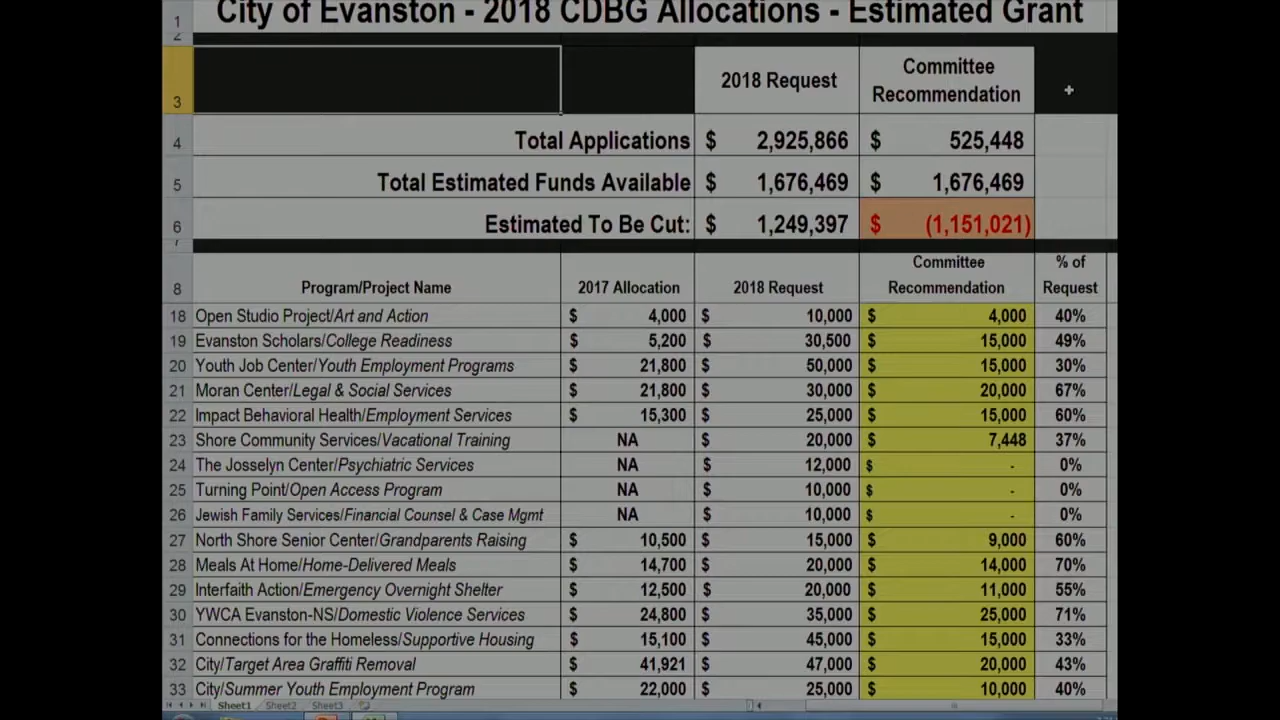 1 City of Evanston - 2018 CDBG Allocations - Estimated Grant
2
3 2018 Request Committee Recommendation
4 Total Applications $ 2,925,866 $ 525,448
5 Total Estimated Funds Available $ 1,676,469 $ 1,676,469
6 Estimated To Be Cut: $ 1,249,397 $ (1,151,021)
7
8 Program/Project Name 2017 Allocation 2018 Request Committee Recommendation % of Request
18 Open Studio Project/Art and Action $ 4,000 $ 10,000 $ 4,000 40%
19 Evanston Scholars/College Readiness $ 5,200 $ 30,500 $ 15,000 49%
20 Youth Job Center/Youth Employment Programs $ 21,800 $ 50,000 $ 15,000 30%
21 Moran Center/Legal & Social Services $ 21,800 $ 30,000 $ 20,000 67%
22 Impact Behavioral Health/Employment Services $ 15,300 $ 25,000 $ 15,000 60%
23 Shore Community Services/Vacational Training NA $ 20,000 $ 7,448 37%
24 The Josselyn Center/Psychiatric Services NA $ 12,000 $ - 0%
25 Turning Point/Open Access Program NA $ 10,000 $ - 0%
26 Jewish Family Services/Financial Counsel & Case Mgmt NA $ 10,000 $ - 0%
27 North Shore Senior Center/Grandparents Raising $ 10,500 $ 15,000 $ 9,000 60%
28 Meals At Home/Home-Delivered Meals $ 14,700 $ 20,000 $ 14,000 70%
29 Interfaith Action/Emergency Overnight Shelter $ 12,500 $ 20,000 $ 11,000 55%
30 YWCA Evanston-NS/Domestic Violence Services $ 24,800 $ 35,000 $ 25,000 71%
31 Connections for the Homeless/Supportive Housing $ 15,100 $ 45,000 $ 15,000 33%
32 City/Target Area Graffiti Removal $ 41,921 $ 47,000 $ 20,000 43%
33 City/Summer Youth Employment Program $ 22,000 $ 25,000 $ 10,000 40%
Sheet1 Sheet2 Sheet3